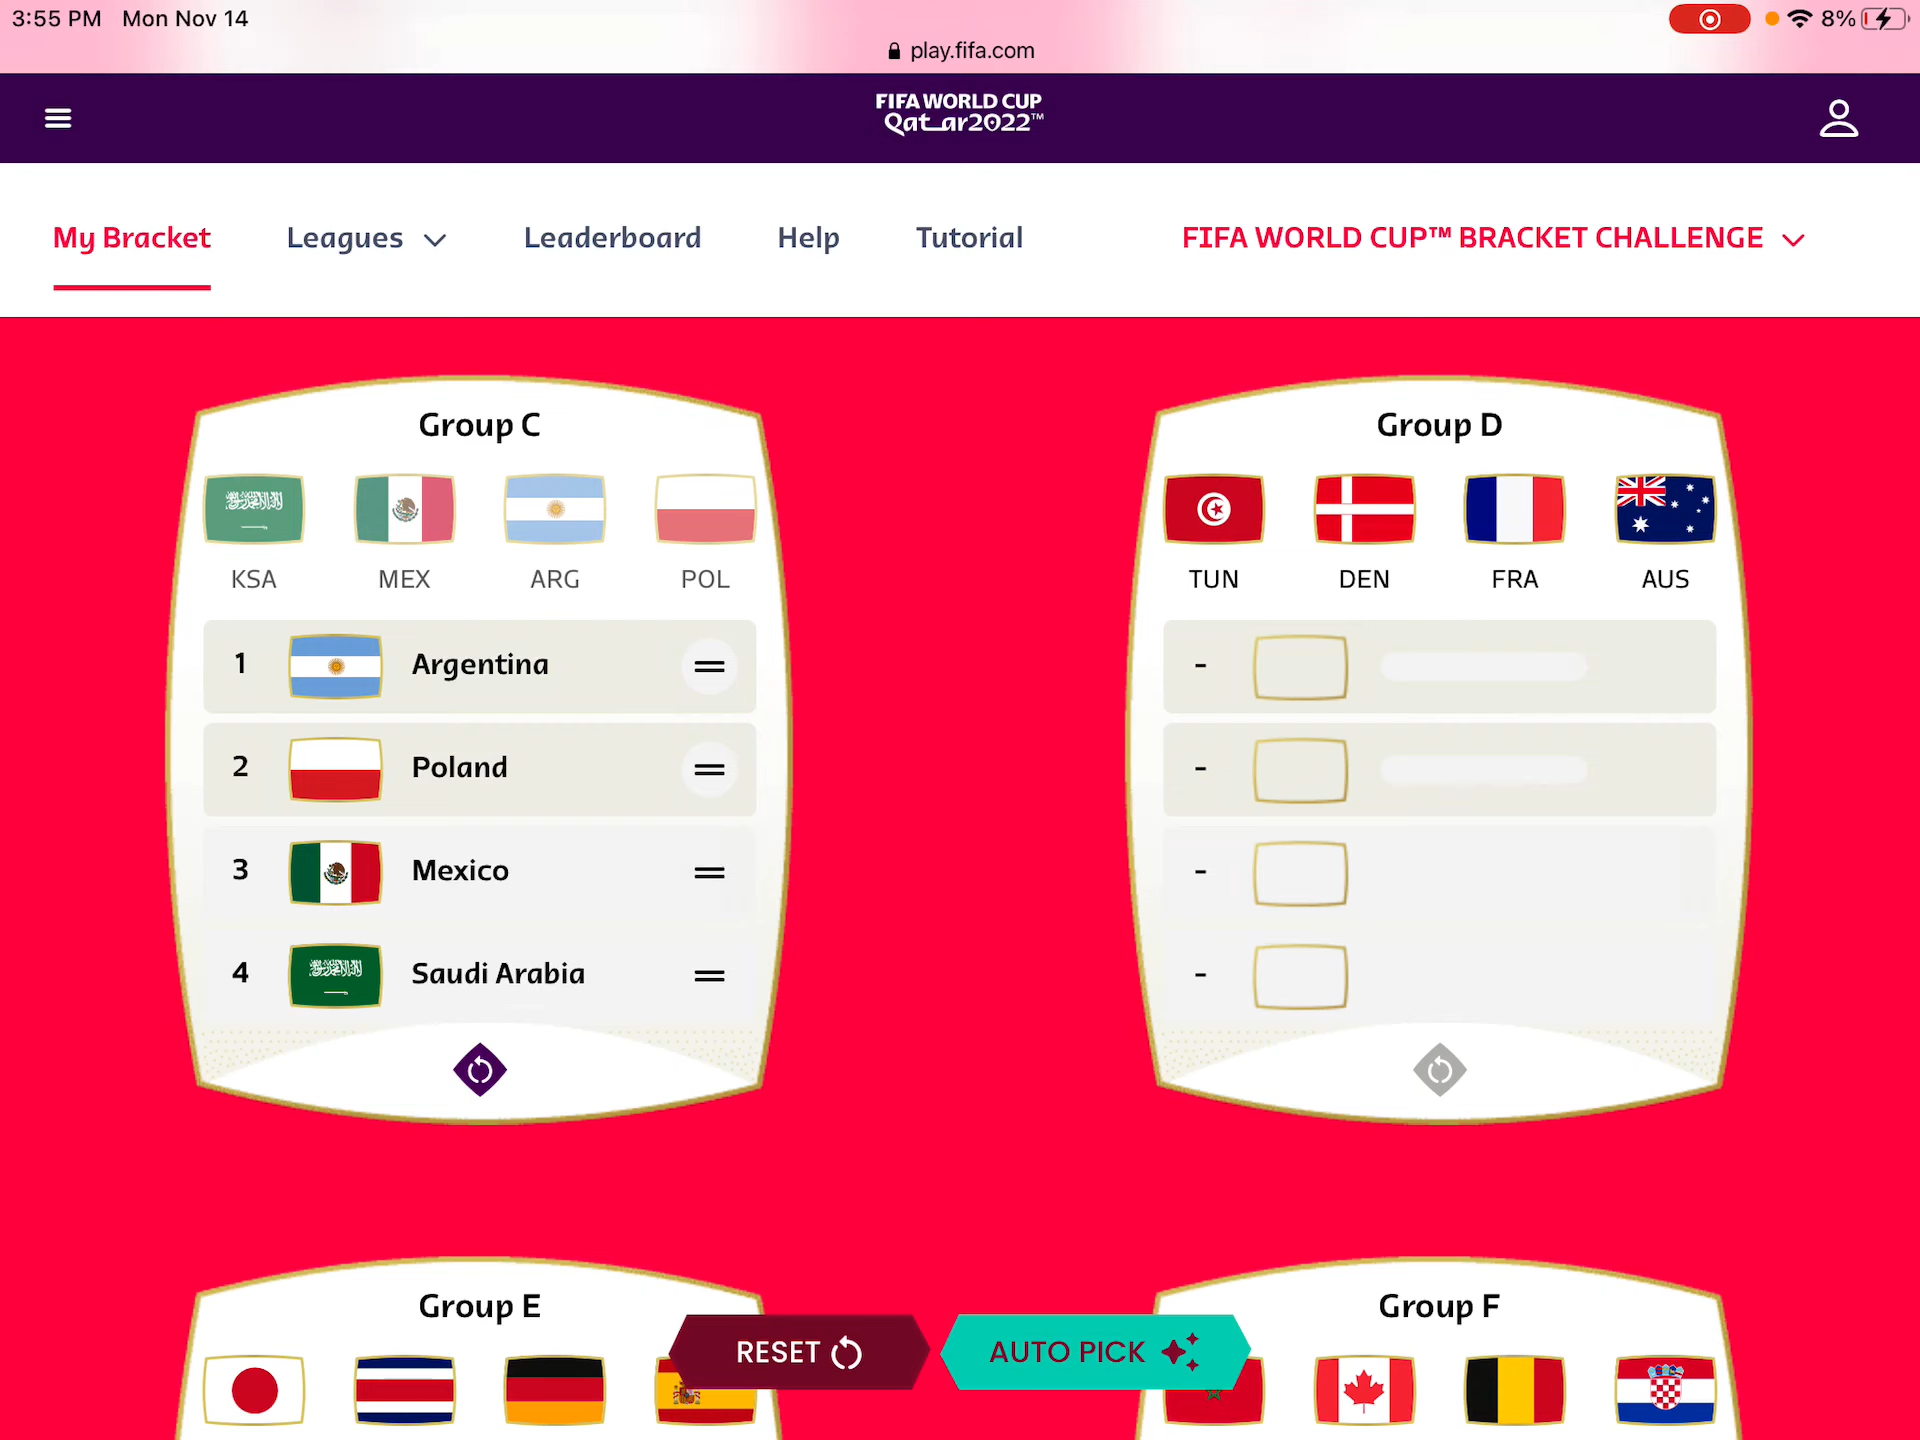 3:55 PM Mon Nov 14
8%
play.fifa.com
FIFA WORLD CUP
Qatar2022™
My Bracket Leagues Leaderboard Help Tutorial FIFA WORLD CUP™ BRACKET CHALLENGE
Group C
KSA MEX ARG POL
1 Argentina
2 Poland
3 Mexico
4 Saudi Arabia
Group D
TUN DEN FRA AUS
-
-
-
-
Group E
Group F
RESET
AUTO PICK